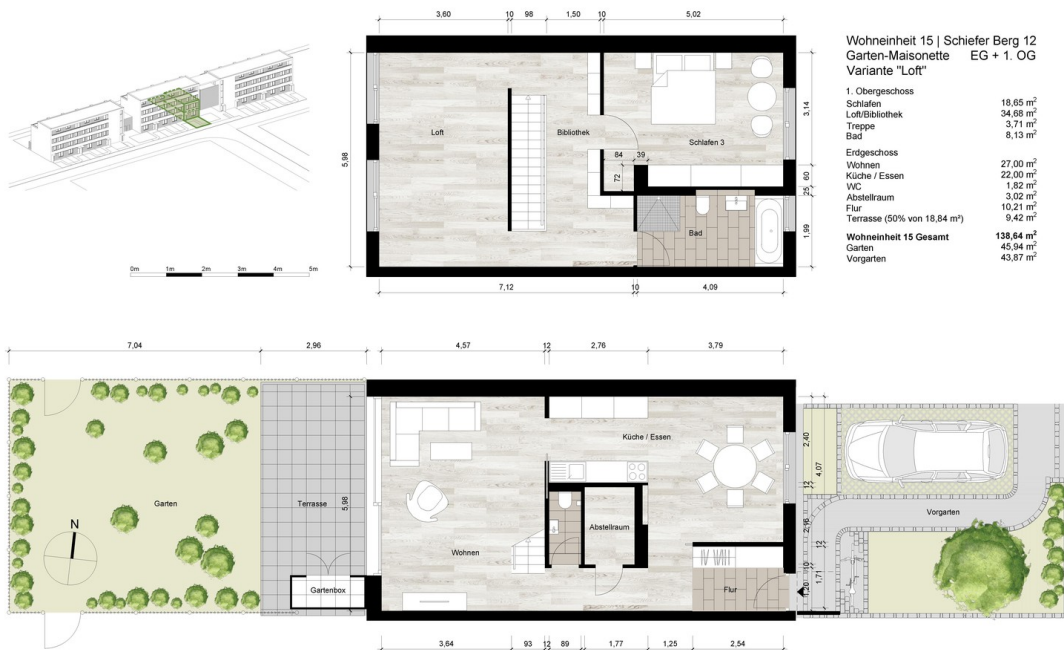 Wohneinheit 15 | Schiefer Berg 12
Garten-Maisonette EG + 1. OG
Variante "Loft"
1. Obergeschoss
Schlafen 18,65 m²
Loft/Bibliothek 34,68 m²
Treppe 3,71 m²
Bad 8,13 m²
Erdgeschoss
Wohnen 27,00 m²
Küche / Essen 22,00 m²
WC 1,82 m²
Abstellraum 3,02 m²
Flur 10,21 m²
Terrasse (50% von 18,84 m²) 9,42 m²
Wohneinheit 15 Gesamt 138,64 m²
Garten 45,94 m²
Vorgarten 43,87 m²
3,60 10 98 1,50 10 5,02
5,98
Loft
Bibliothek
Schlafen 3
84 39
72
Bad
3,14
60
25
1,99
7,12 10 4,09
0m 1m 2m 3m 4m 5m
7,04 2,96 4,57 12 2,76 3,79
Garten
N
Terrasse
5,98
Gartenbox
Wohnen
Küche / Essen
Abstellraum
Flur
2,40
4,07
12
2,16
12
10
1,71
1,20
Vorgarten
3,64 93 12 89 1,77 1,25 2,54